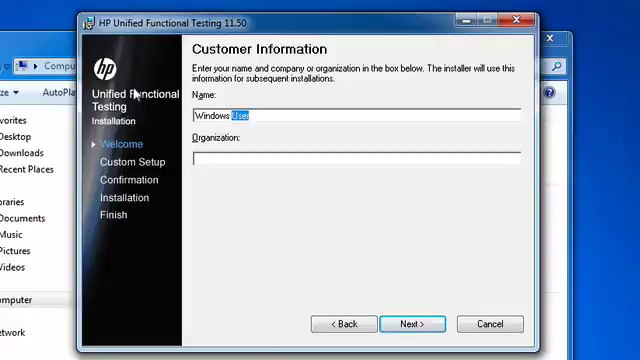 HP Unified Functional Testing 11.50
Customer Information
Enter your name and company or organization in the box below. The installer will use this
information for subsequent installations.
Name:
Windows User
Organization:
hp
Unified Functional
Testing
Installation
Welcome
Custom Setup
Confirmation
Installation
Finish
< Back
Next >
Cancel
Compu
ze
AutoPla
avorites
Desktop
Recent Places
braries
Documents
Music
Pictures
Videos
omputer
etwork